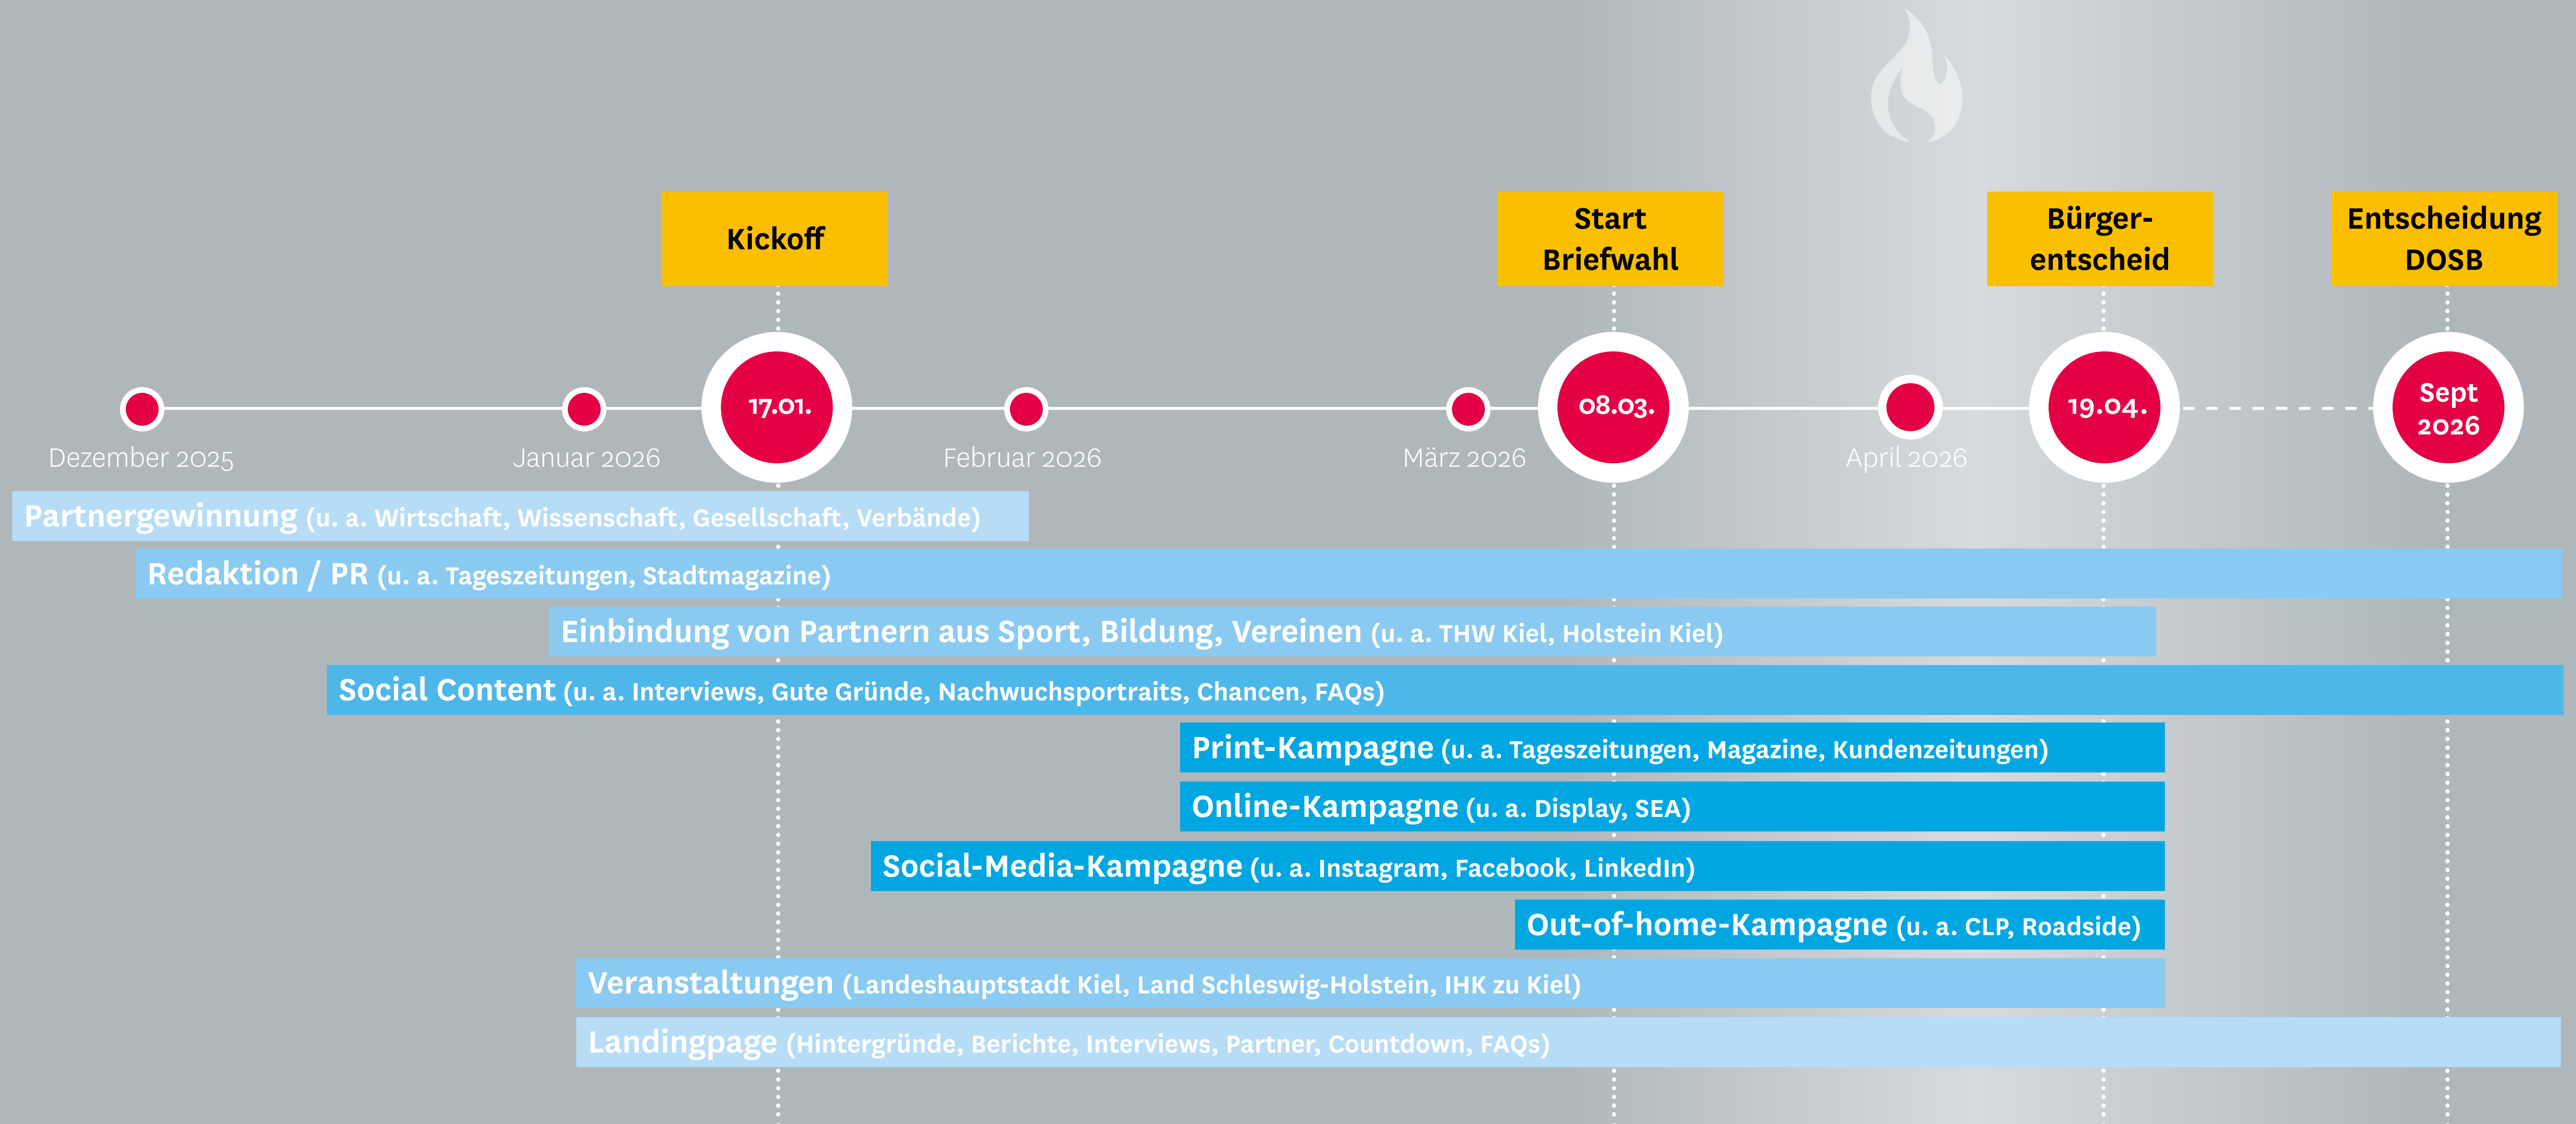 Kickoff
Start
Briefwahl
Bürger-
entscheid
Entscheidung
DOSB
17.01.
08.03.
19.04.
Sept
2026
Dezember 2025
Januar 2026
Februar 2026
März 2026
April 2026
Partnergewinnung (u. a. Wirtschaft, Wissenschaft, Gesellschaft, Verbände)
Redaktion / PR (u. a. Tageszeitungen, Stadtmagazine)
Einbindung von Partnern aus Sport, Bildung, Vereinen (u. a. THW Kiel, Holstein Kiel)
Social Content (u. a. Interviews, Gute Gründe, Nachwuchsportraits, Chancen, FAQs)
Print-Kampagne (u. a. Tageszeitungen, Magazine, Kundenzeitungen)
Online-Kampagne (u. a. Display, SEA)
Social-Media-Kampagne (u. a. Instagram, Facebook, LinkedIn)
Out-of-home-Kampagne (u. a. CLP, Roadside)
Veranstaltungen (Landeshauptstadt Kiel, Land Schleswig-Holstein, IHK zu Kiel)
Landingpage (Hintergründe, Berichte, Interviews, Partner, Countdown, FAQs)